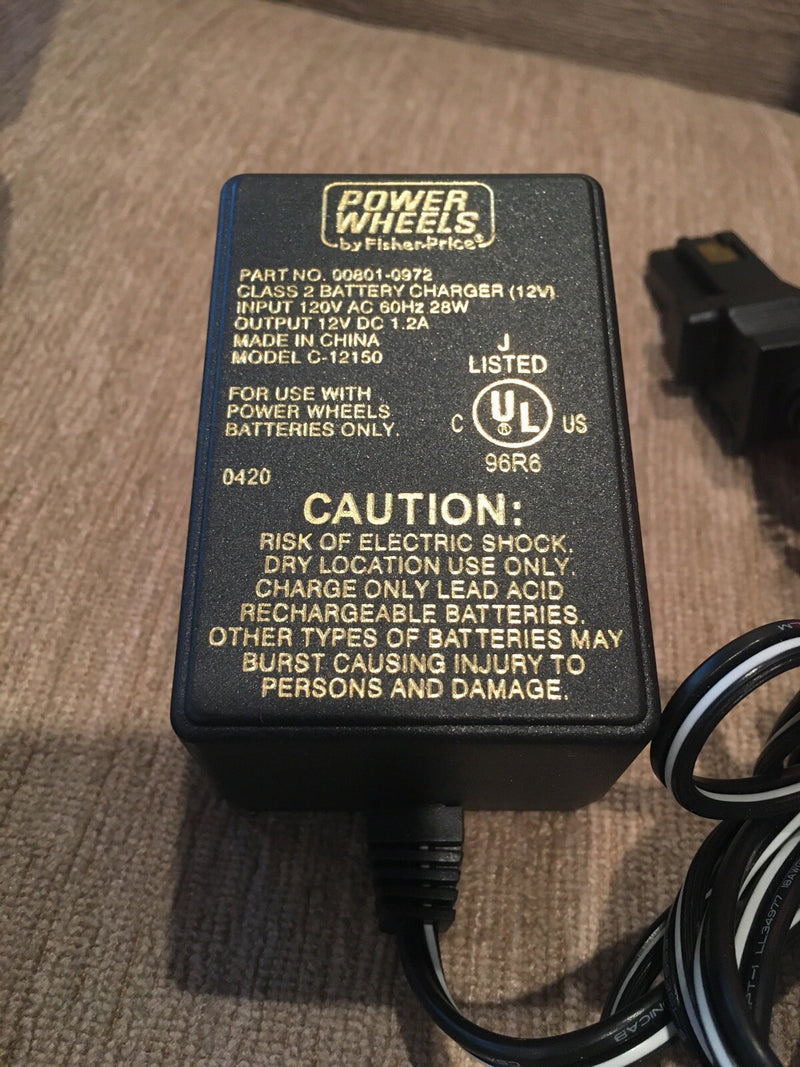 POWER
WHEELS
by Fisher-Price®
PART NO. 00801-0972
CLASS 2 BATTERY CHARGER (12V)
INPUT 120V AC 60Hz 28W
OUTPUT 12V DC 1.2A
MADE IN CHINA
MODEL C-12150
J
LISTED
C UL ® US
96R6
FOR USE WITH
POWER WHEELS
BATTERIES ONLY.
0420
CAUTION:
RISK OF ELECTRIC SHOCK.
DRY LOCATION USE ONLY.
CHARGE ONLY LEAD ACID
RECHARGEABLE BATTERIES.
OTHER TYPES OF BATTERIES MAY
BURST CAUSING INJURY TO
PERSONS AND DAMAGE.
LL34977